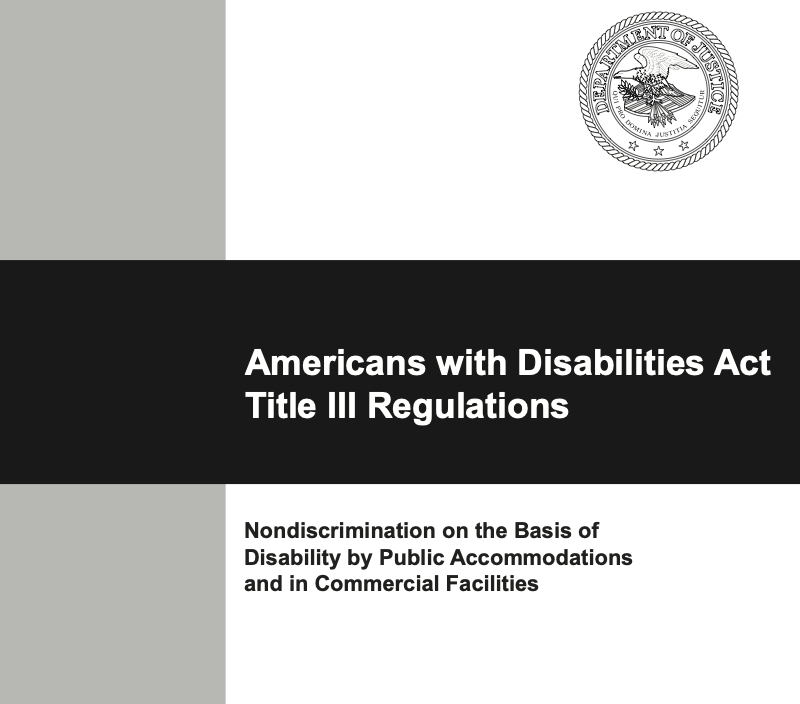 DEPARTMENT OF JUSTICE
QUI PRO DOMINA JUSTITIA SEQUITUR
Americans with Disabilities Act
Title III Regulations
Nondiscrimination on the Basis of
Disability by Public Accommodations
and in Commercial Facilities